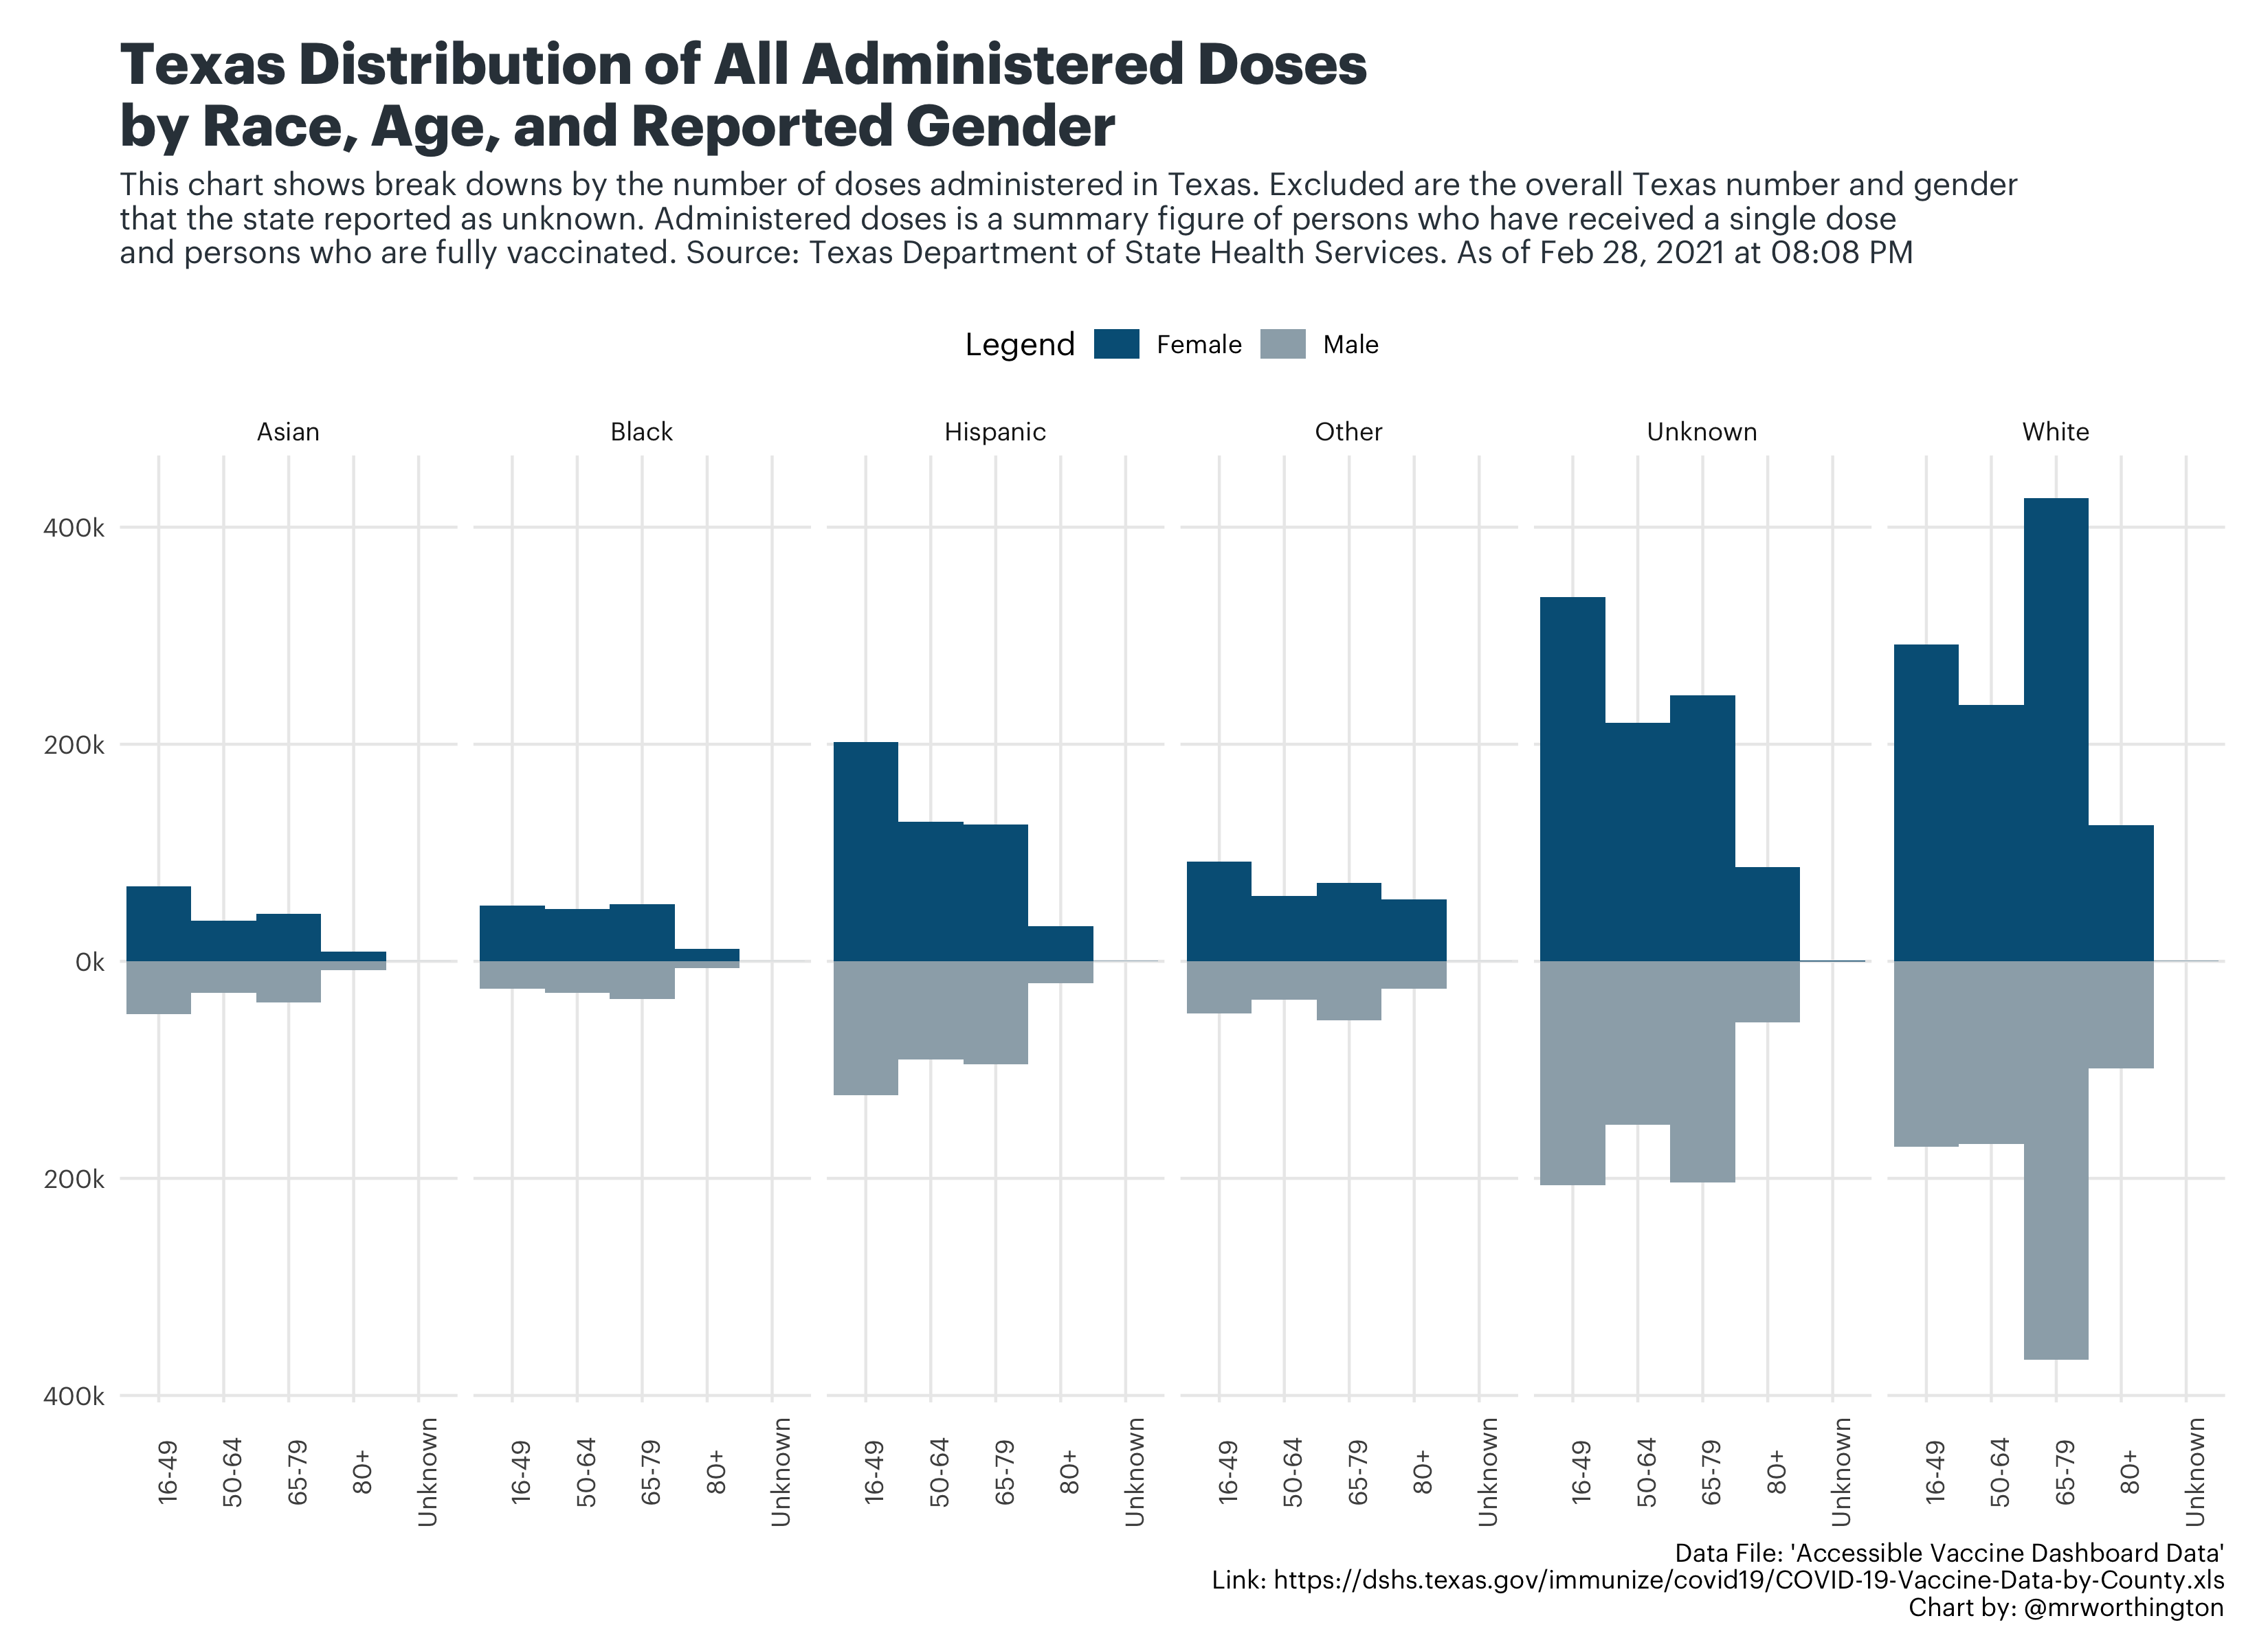 Texas Distribution of All Administered Doses
by Race, Age, and Reported Gender
This chart shows break downs by the number of doses administered in Texas. Excluded are the overall Texas number and gender
that the state reported as unknown. Administered doses is a summary figure of persons who have received a single dose
and persons who are fully vaccinated. Source: Texas Department of State Health Services. As of Feb 28, 2021 at 08:08 PM
Legend Female Male
Asian Black Hispanic Other Unknown White
400k
200k
0k
200k
400k
16-49 50-64 65-79 80+ Unknown 16-49 50-64 65-79 80+ Unknown 16-49 50-64 65-79 80+ Unknown 16-49 50-64 65-79 80+ Unknown 16-49 50-64 65-79 80+ Unknown 16-49 50-64 65-79 80+ Unknown
Data File: 'Accessible Vaccine Dashboard Data'
Link: https://dshs.texas.gov/immunize/covid19/COVID-19-Vaccine-Data-by-County.xls
Chart by: @mrworthington